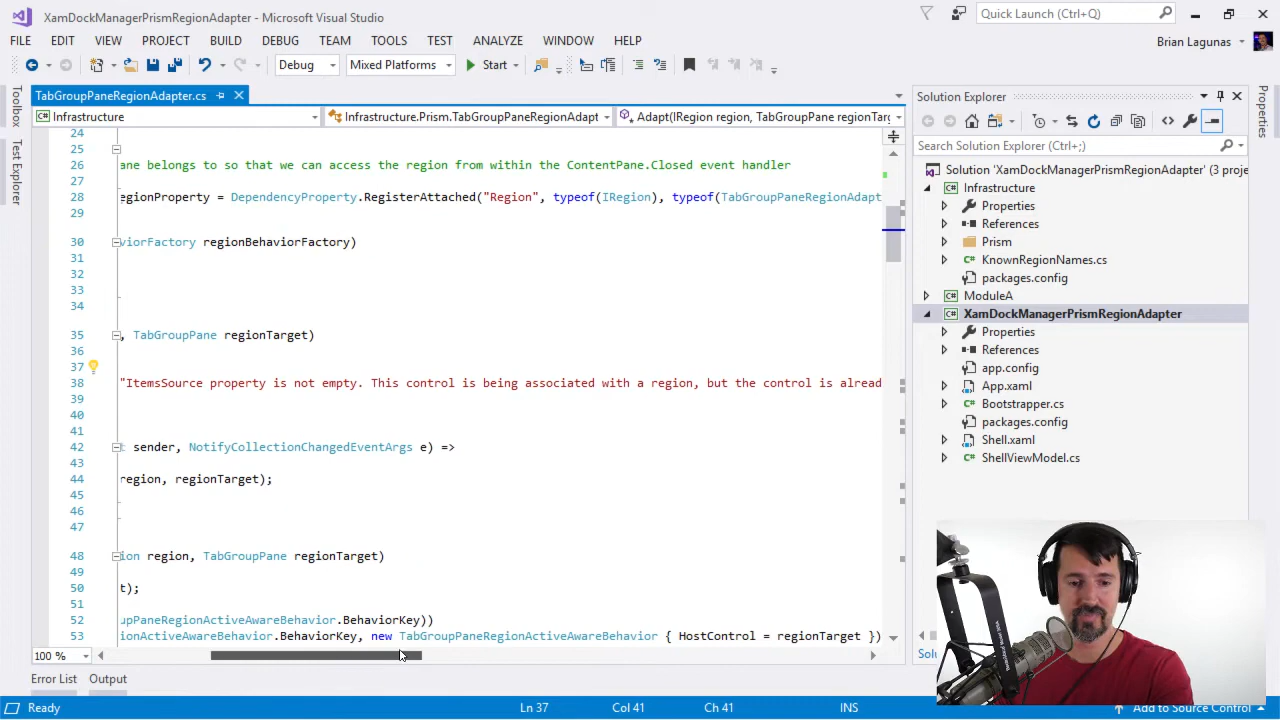 XamDockManagerPrismRegionAdapter - Microsoft Visual Studio
Quick Launch (Ctrl+Q)
FILE EDIT VIEW PROJECT BUILD DEBUG TEAM TOOLS TEST ANALYZE WINDOW HELP
Brian Lagunas
Debug Mixed Platforms Start
Toolbox
Test Explorer
TabGroupPaneRegionAdapter.cs
Infrastructure Infrastructure.Prism.TabGroupPaneRegionAdapt Adapt(IRegion region, TabGroupPane regionTarg
24
25
26 ane belongs to so that we can access the region from within the ContentPane.Closed event handler
27
28 egionProperty = DependencyProperty.RegisterAttached("Region", typeof(IRegion), typeof(TabGroupPaneRegionAdapt
29
30 viorFactory regionBehaviorFactory)
31
32
33
34
35 , TabGroupPane regionTarget)
36
37
38 "ItemsSource property is not empty. This control is being associated with a region, but the control is alread
39
40
41
42 t sender, NotifyCollectionChangedEventArgs e) =>
43
44 region, regionTarget);
45
46
47
48 ion region, TabGroupPane regionTarget)
49
50 t);
51
52 upPaneRegionActiveAwareBehavior.BehaviorKey))
53 ionActiveAwareBehavior.BehaviorKey, new TabGroupPaneRegionActiveAwareBehavior { HostControl = regionTarget })
100 %
Error List Output
Ready Ln 37 Col 41 Ch 41 INS Add to Source Control
Solution Explorer
Search Solution Explorer (Ctrl+;)
Solution 'XamDockManagerPrismRegionAdapter' (3 proje
Infrastructure
Properties
References
Prism
KnownRegionNames.cs
packages.config
ModuleA
XamDockManagerPrismRegionAdapter
Properties
References
app.config
App.xaml
Bootstrapper.cs
packages.config
Shell.xaml
ShellViewModel.cs
Solu
Properties